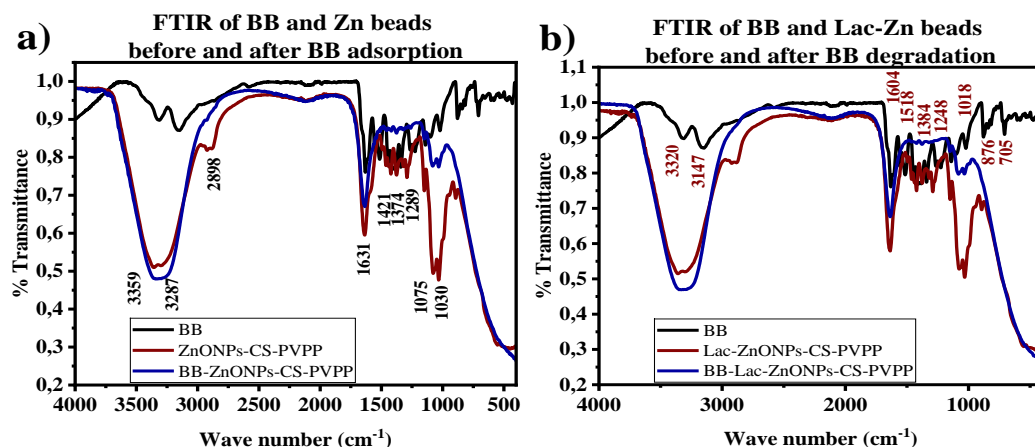 a)
FTIR of BB and Zn beads
before and after BB adsorption
% Transmittance
1,0
0,9
0,8
0,7
0,6
0,5
0,4
0,3
0,2
3359
3287
2898
1631
1421
1374
1289
1075
1030
BB
ZnONPs-CS-PVPP
BB-ZnONPs-CS-PVPP
4000 3500 3000 2500 2000 1500 1000 500
Wave number (cm-1)
b)
FTIR of BB and Lac-Zn beads
before and after BB degradation
% Transmittance
1,1
1,0
0,9
0,8
0,7
0,6
0,5
0,4
0,3
0,2
3320
3147
1604
1518
1384
1248
1018
876
705
BB
Lac-ZnONPs-CS-PVPP
BB-Lac-ZnONPs-CS-PVPP
4000 3000 2000 1000
Wave number (cm-1)